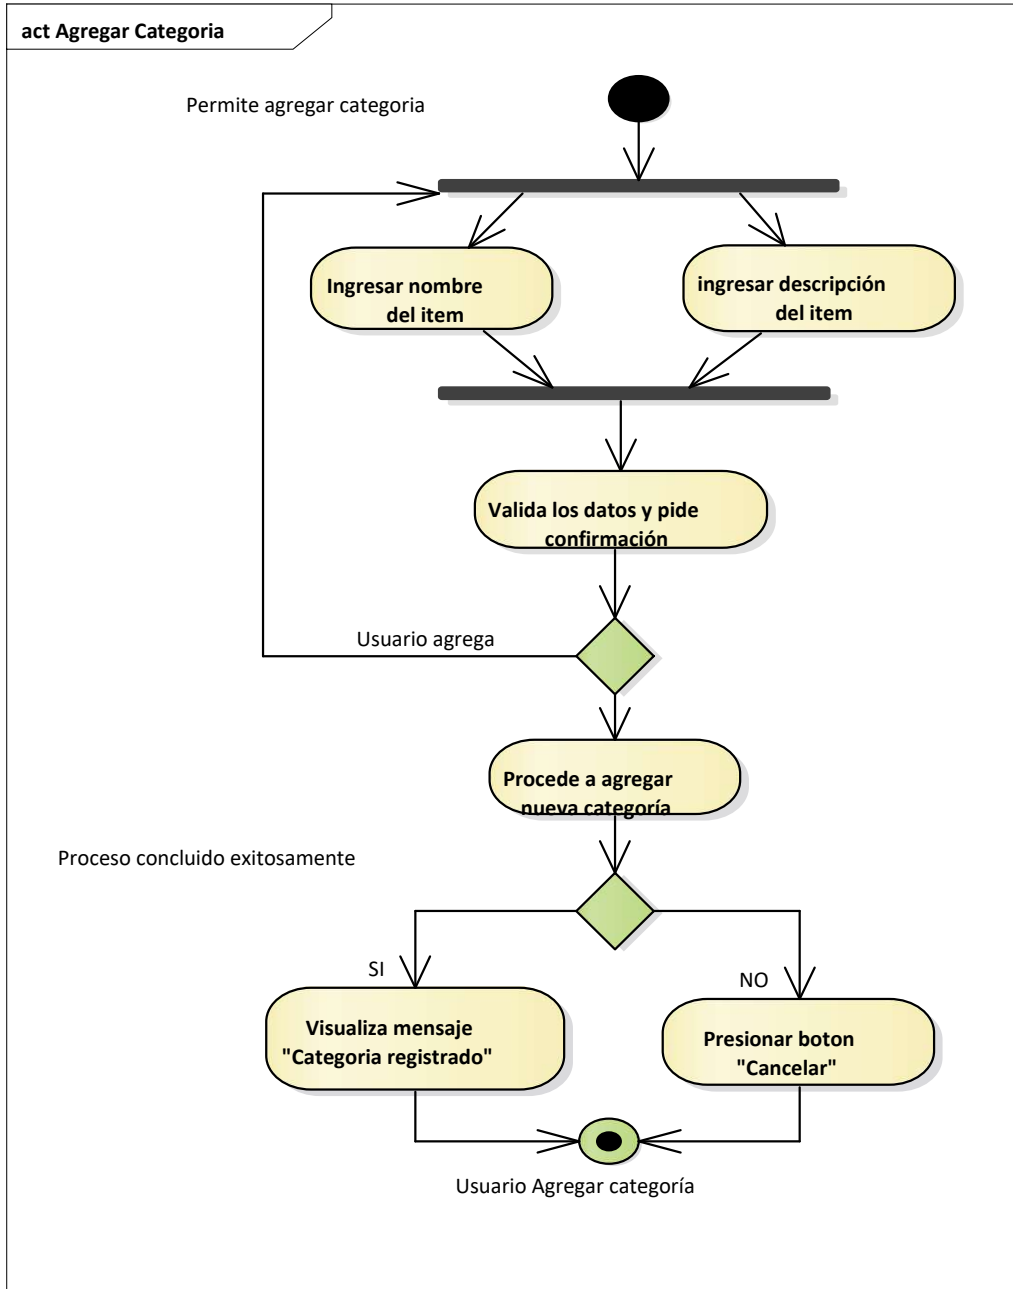 act Agregar Categoria
Permite agregar categoria
Ingresar nombre
del item
ingresar descripción
del item
Valida los datos y pide
confirmación
Usuario agrega
Procede a agregar
nueva categoría
Proceso concluido exitosamente
SI
NO
Visualiza mensaje
"Categoria registrado"
Presionar boton
"Cancelar"
Usuario Agregar categoría